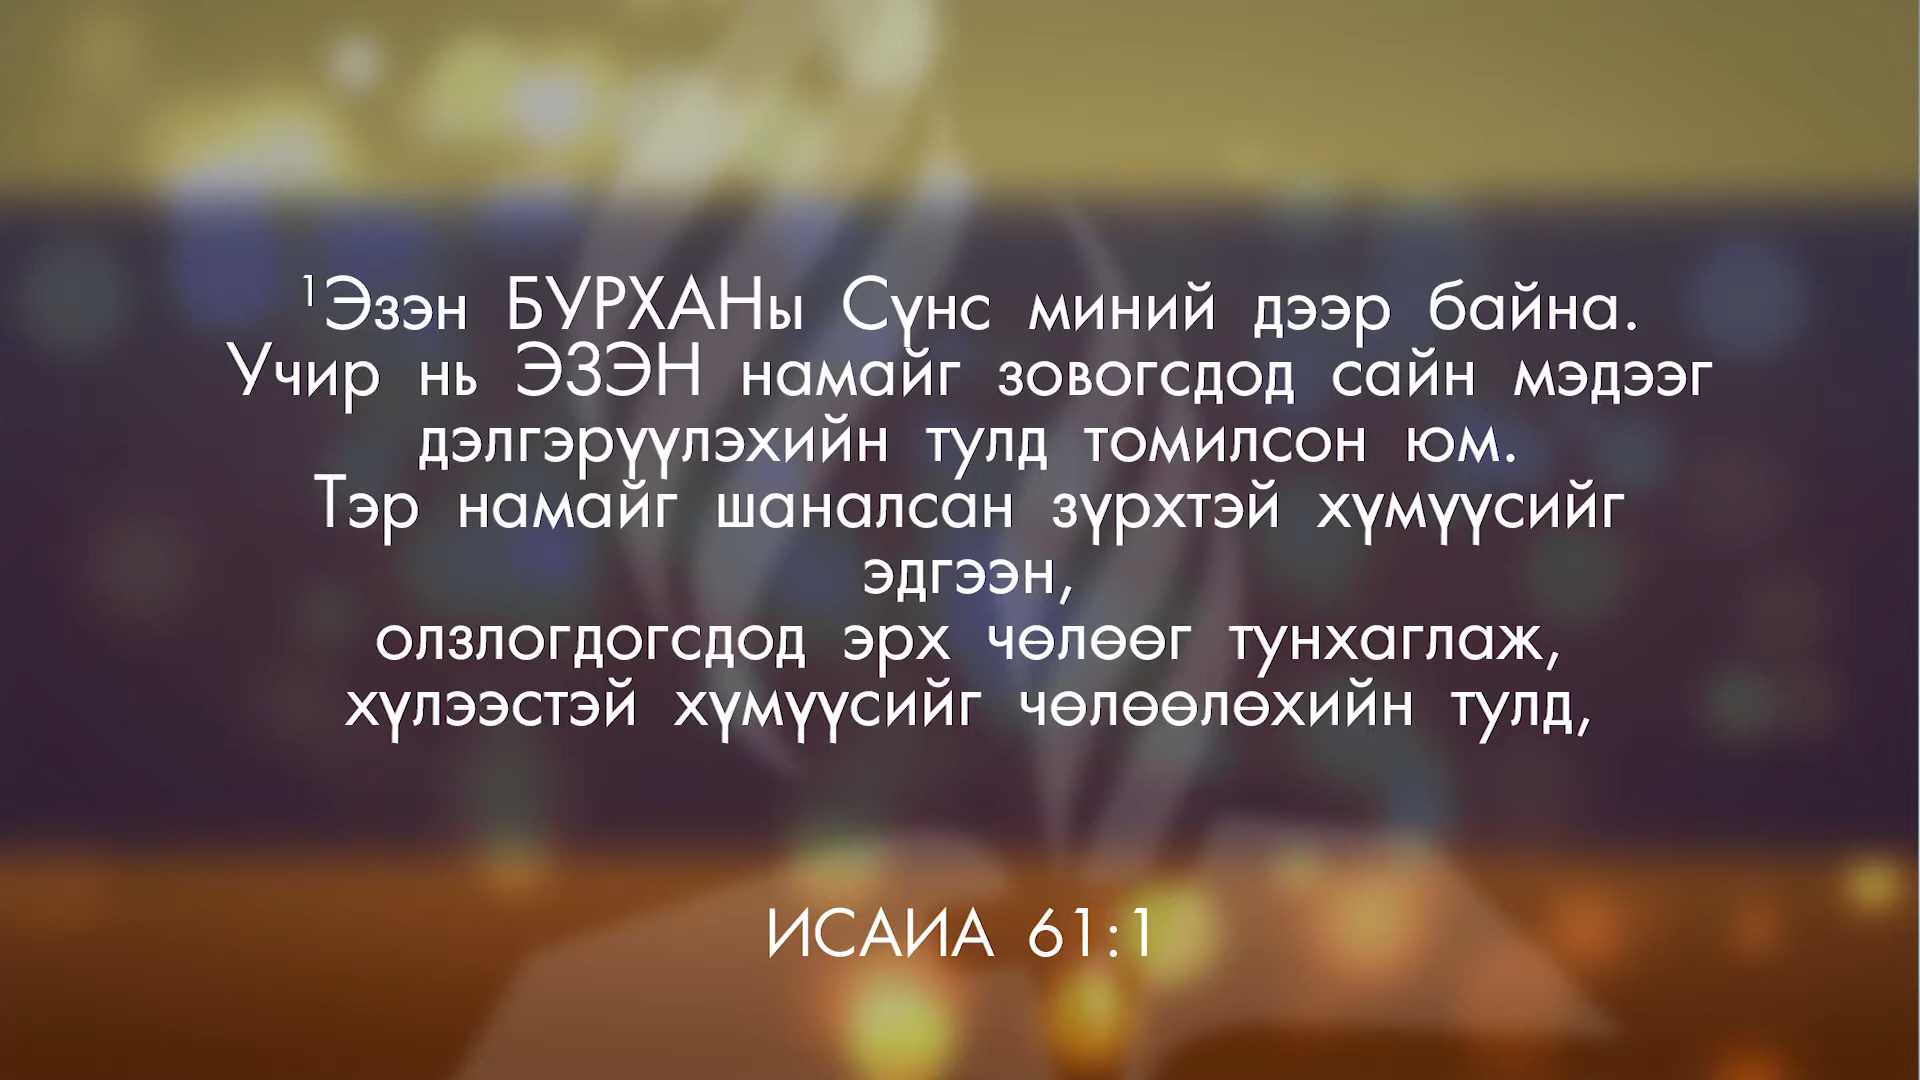 ¹Эзэн БУРХАНы Сүнс миний дээр байна.
Учир нь ЭЗЭН намайг зовогсдод сайн мэдээг
дэлгэрүүлэхийн тулд томилсон юм.
Тэр намайг шаналсан зүрхтэй хүмүүсийг
эдгээн,
олзлогдогсдод эрх чөлөөг тунхаглаж,
хүлээстэй хүмүүсийг чөлөөлөхийн тулд,
ИСАИА 61:1